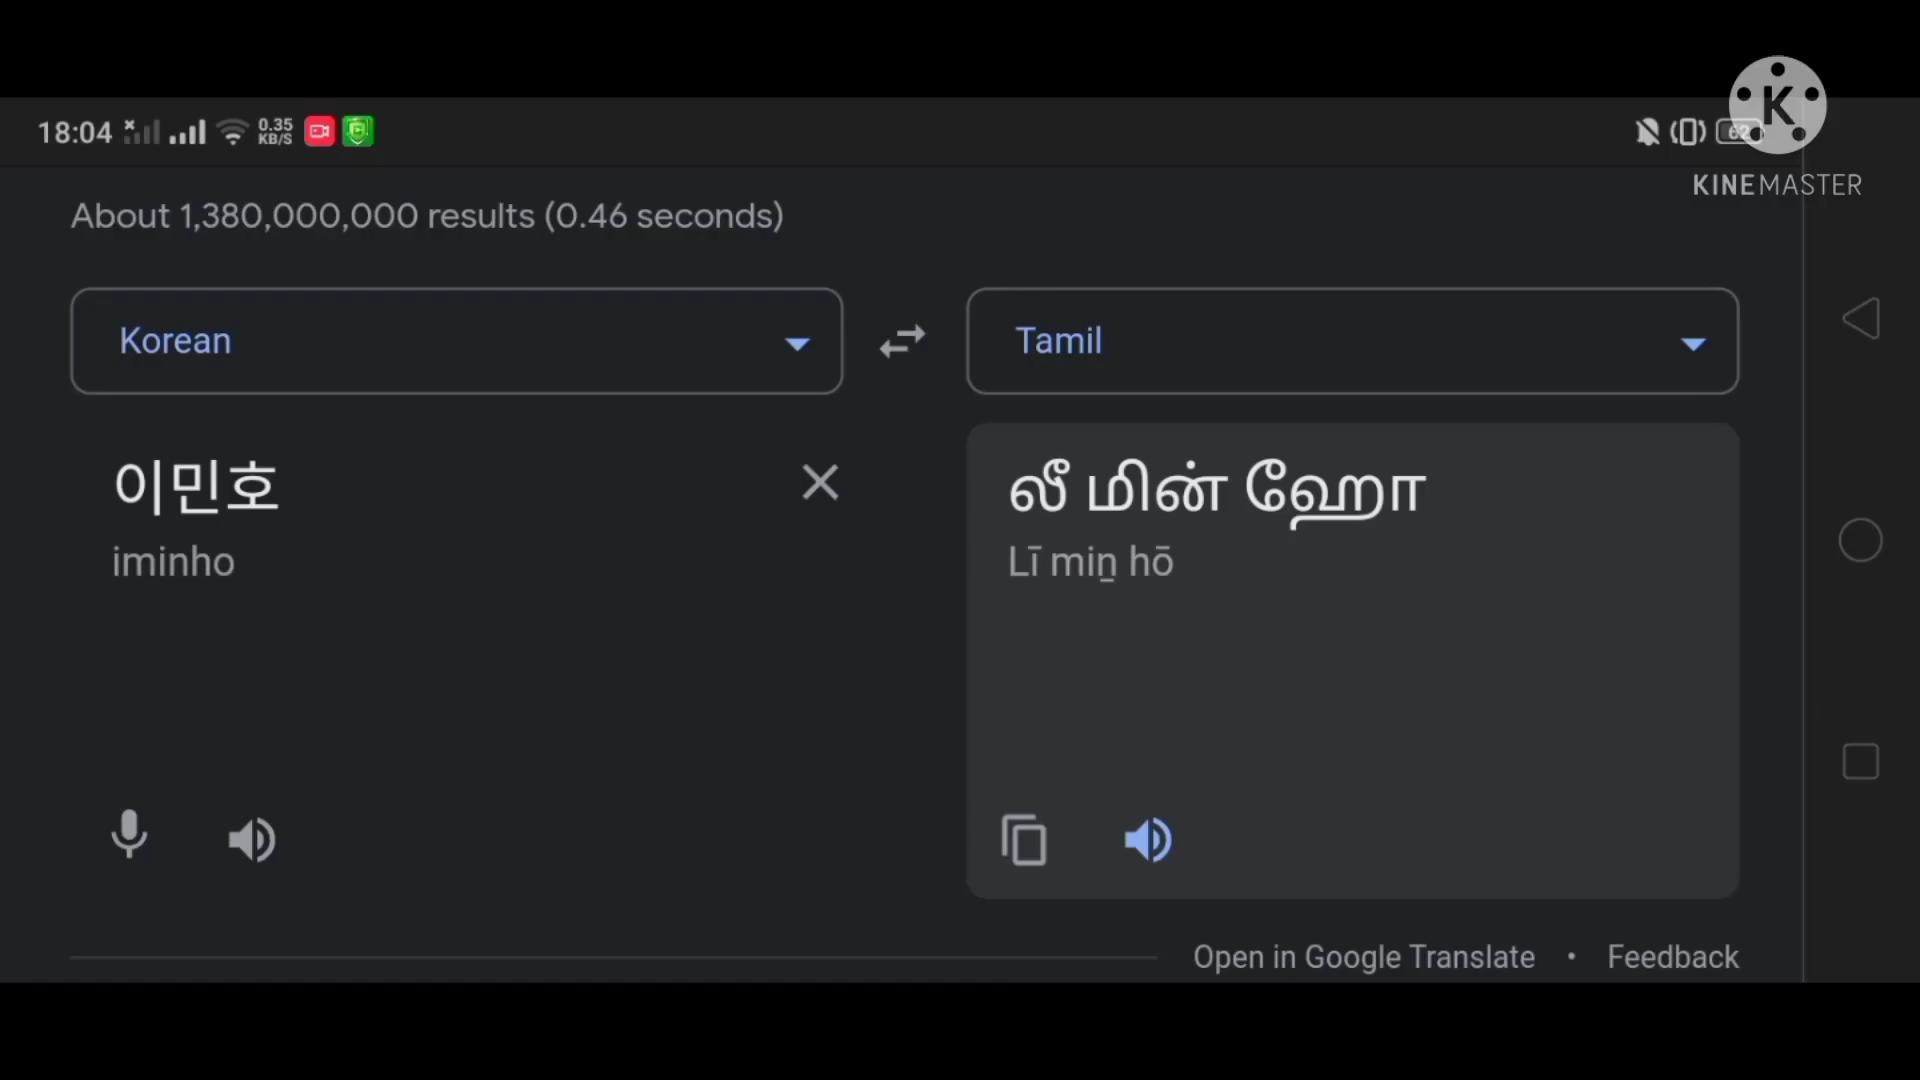 18:04 0.35 KB/S 62
K
KINEMASTER
About 1,380,000,000 results (0.46 seconds)
Korean Tamil
이민호 லீ மின் ஹோ
iminho Lī miṉ hō
Open in Google Translate • Feedback